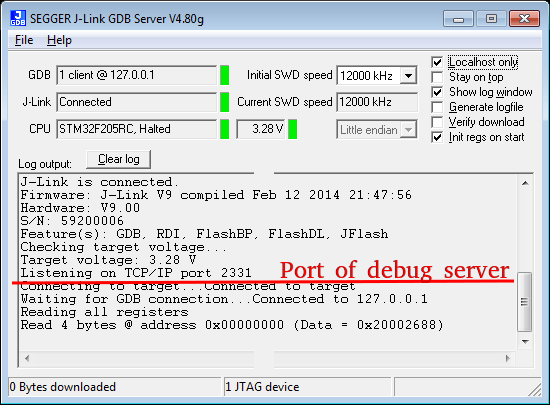 SEGGER J-Link GDB Server V4.80g
File Help
GDB 1 client @ 127.0.0.1 Initial SWD speed 12000 kHz
J-Link Connected Current SWD speed 12000 kHz
CPU STM32F205RC, Halted 3.28 V Little endian
Localhost only
Stay on top
Show log window
Generate logfile
Verify download
Init regs on start
Log output: Clear log
J-Link is connected.
Firmware: J-Link V9 compiled Feb 12 2014 21:47:56
Hardware: V9.00
S/N: 59200006
Feature(s): GDB, RDI, FlashBP, FlashDL, JFlash
Checking target voltage...
Target voltage: 3.28 V
Listening on TCP/IP port 2331 Port of debug server
Connecting to target...Connected to target
Waiting for GDB connection...Connected to 127.0.0.1
Reading all registers
Read 4 bytes @ address 0x00000000 (Data = 0x20002688)
0 Bytes downloaded 1 JTAG device